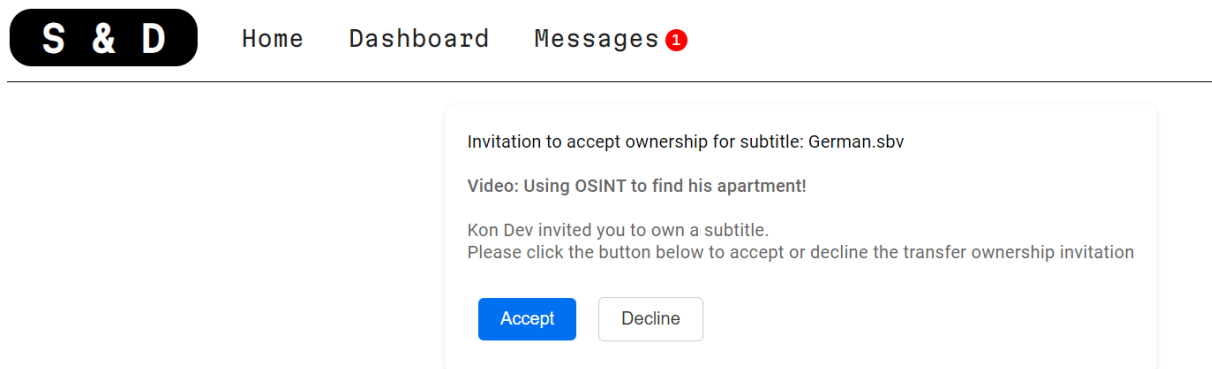 S & D Home Dashboard Messages 1
Invitation to accept ownership for subtitle: German.sbv
Video: Using OSINT to find his apartment!
Kon Dev invited you to own a subtitle.
Please click the button below to accept or decline the transfer ownership invitation
Accept Decline